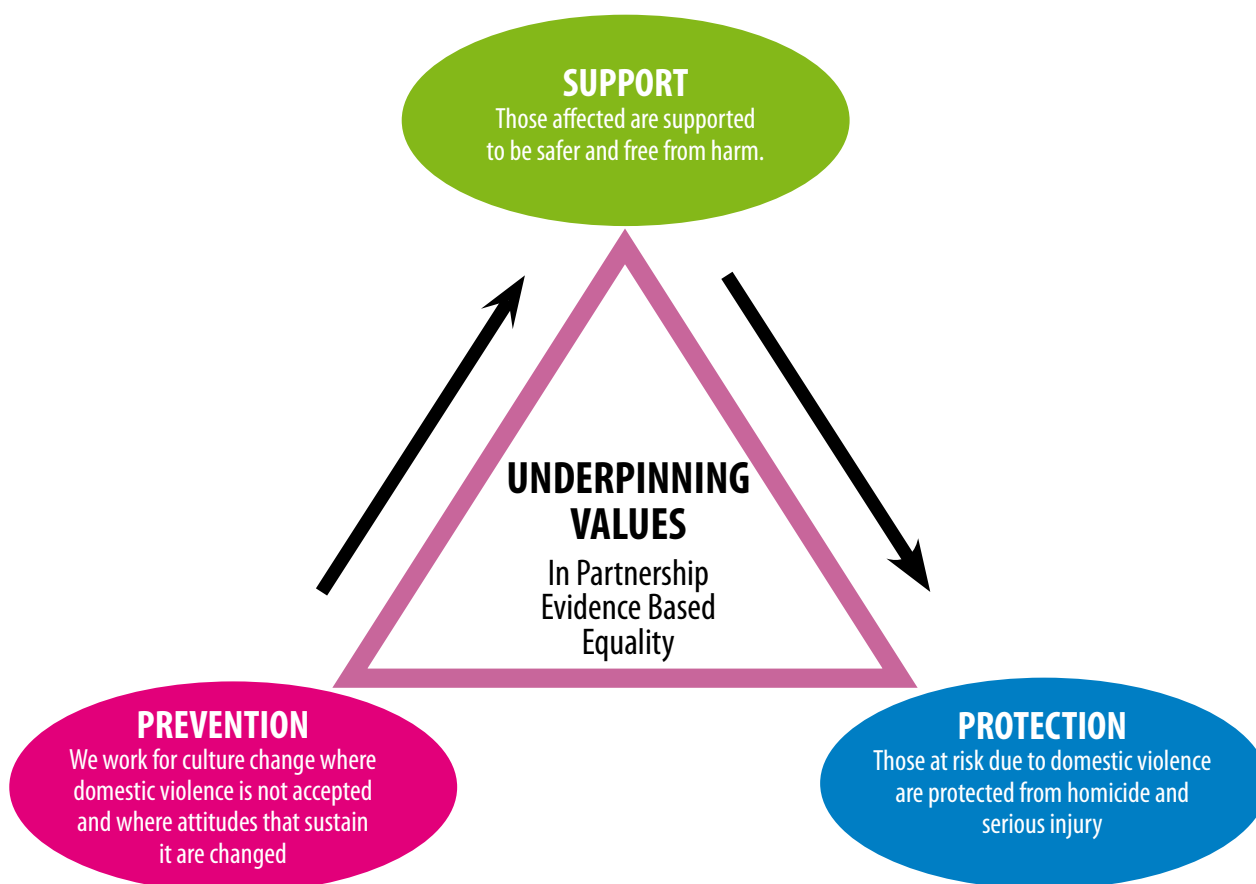 SUPPORT
Those affected are supported
to be safer and free from harm.
UNDERPINNING
VALUES
In Partnership
Evidence Based
Equality
PREVENTION
We work for culture change where
domestic violence is not accepted
and where attitudes that sustain
it are changed
PROTECTION
Those at risk due to domestic violence
are protected from homicide and
serious injury